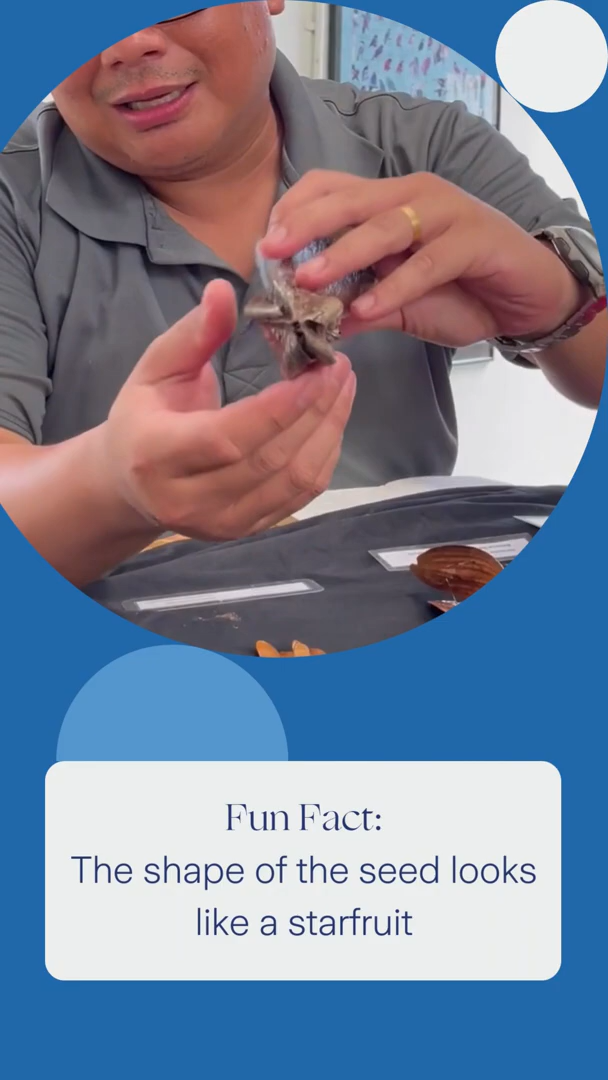 Fun Fact:
The shape of the seed looks
like a starfruit